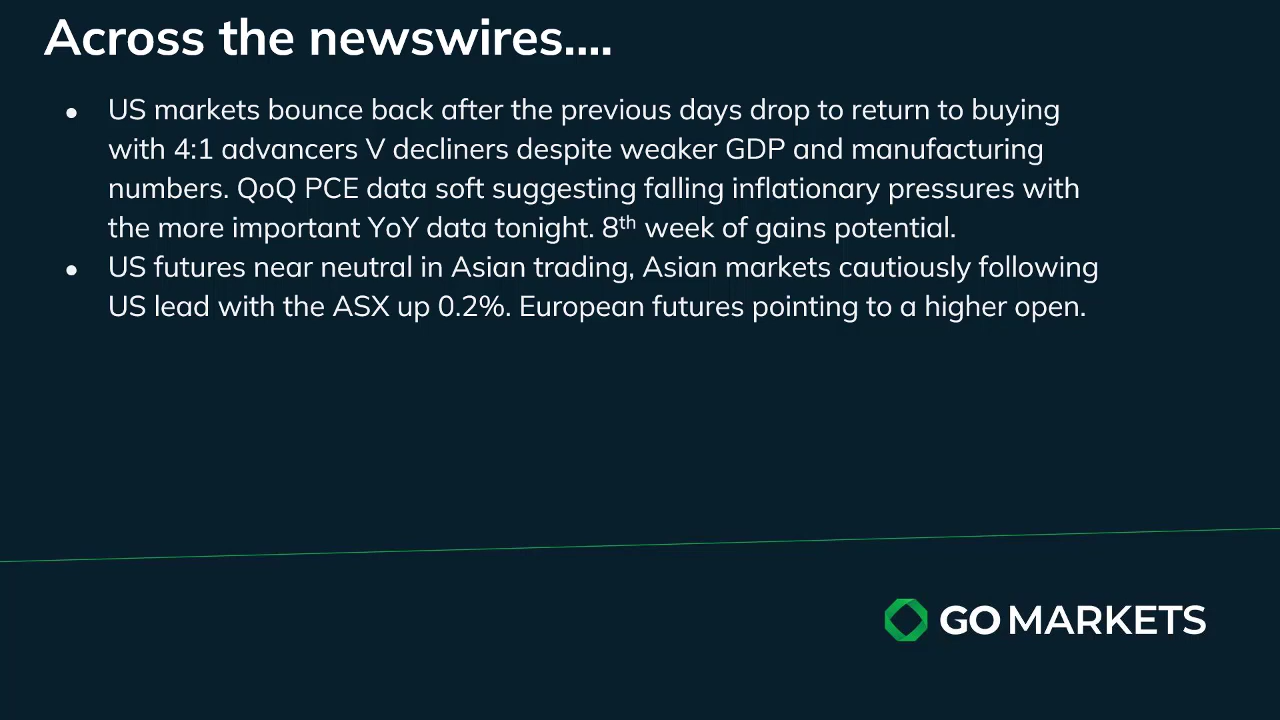 Across the newswires....
● US markets bounce back after the previous days drop to return to buying
with 4:1 advancers V decliners despite weaker GDP and manufacturing
numbers. QoQ PCE data soft suggesting falling inflationary pressures with
the more important YoY data tonight. 8th week of gains potential.
● US futures near neutral in Asian trading, Asian markets cautiously following
US lead with the ASX up 0.2%. European futures pointing to a higher open.
GO MARKETS